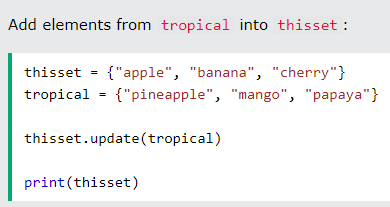 Add elements from tropical into thisset :
thisset = {"apple", "banana", "cherry"}
tropical = {"pineapple", "mango", "papaya"}
thisset.update(tropical)
print(thisset)